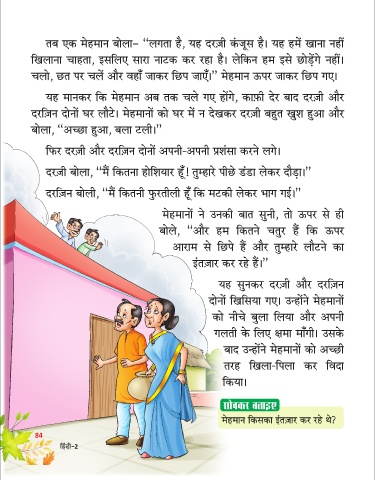 तब एक मेहमान बोला– ‘‘लगता है, यह दरज़ी कंजूस है। यह हमें खाना नहीं
खिलाना चाहता, इसलिए सारा नाटक कर रहा है। लेकिन हम इसे छोड़ेंगे नहीं।
चलो, छत पर चलें और वहाँ जाकर छिप जाएँ।’’ मेहमान ऊपर जाकर छिप गए।
यह मानकर कि मेहमान अब तक चले गए होंगे, काफ़ी देर बाद दरज़ी और
दरज़िन दोनों घर लौटे। मेहमानों को घर में न देखकर दरज़ी बहुत खुश हुआ और
बोला, ‘‘अच्छा हुआ, बला टली।’’
फिर दरज़ी और दरज़िन दोनों अपनी-अपनी प्रशंसा करने लगे।
दरज़ी बोला, ‘‘मैं कितना होशियार हूँ! तुम्हारे पीछे डंडा लेकर दौड़ा।’’
दरज़िन बोली, ‘‘मैं कितनी फुरतीली हूँ कि मटकी लेकर भाग गई।’’
मेहमानों ने उनकी बात सुनी, तो ऊपर से ही
बोले, ‘‘और हम कितने चतुर हैं कि ऊपर
आराम से छिपे हैं और तुम्हारे लौटने का
इंतज़ार कर रहे हैं।’’
यह सुनकर दरज़ी और दरज़िन
दोनों खिसिया गए। उन्होंने मेहमानों
को नीचे बुला लिया और अपनी
गलती के लिए क्षमा माँगी। उसके
बाद उन्होंने मेहमानों को अच्छी
तरह खिला-पिला कर विदा
किया।
सोचकर बताइए
मेहमान किसका इंतज़ार कर रहे थे?
84
हिंदी-2